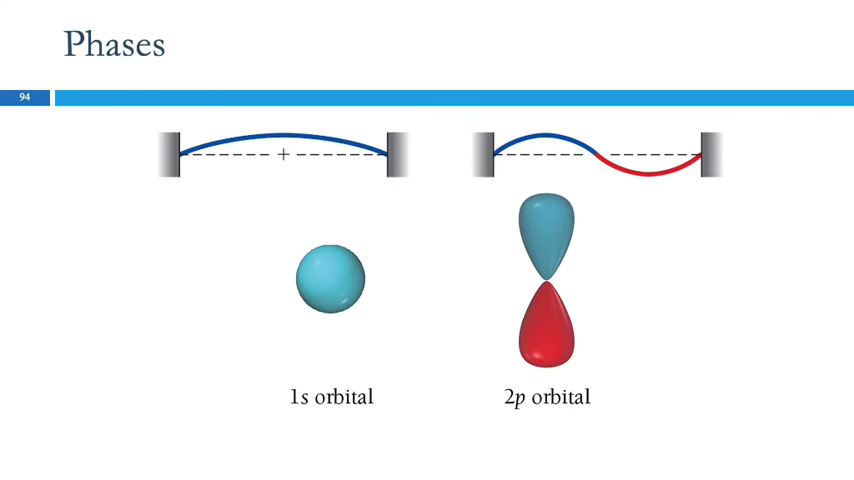 Phases
94
+
1s orbital
2p orbital